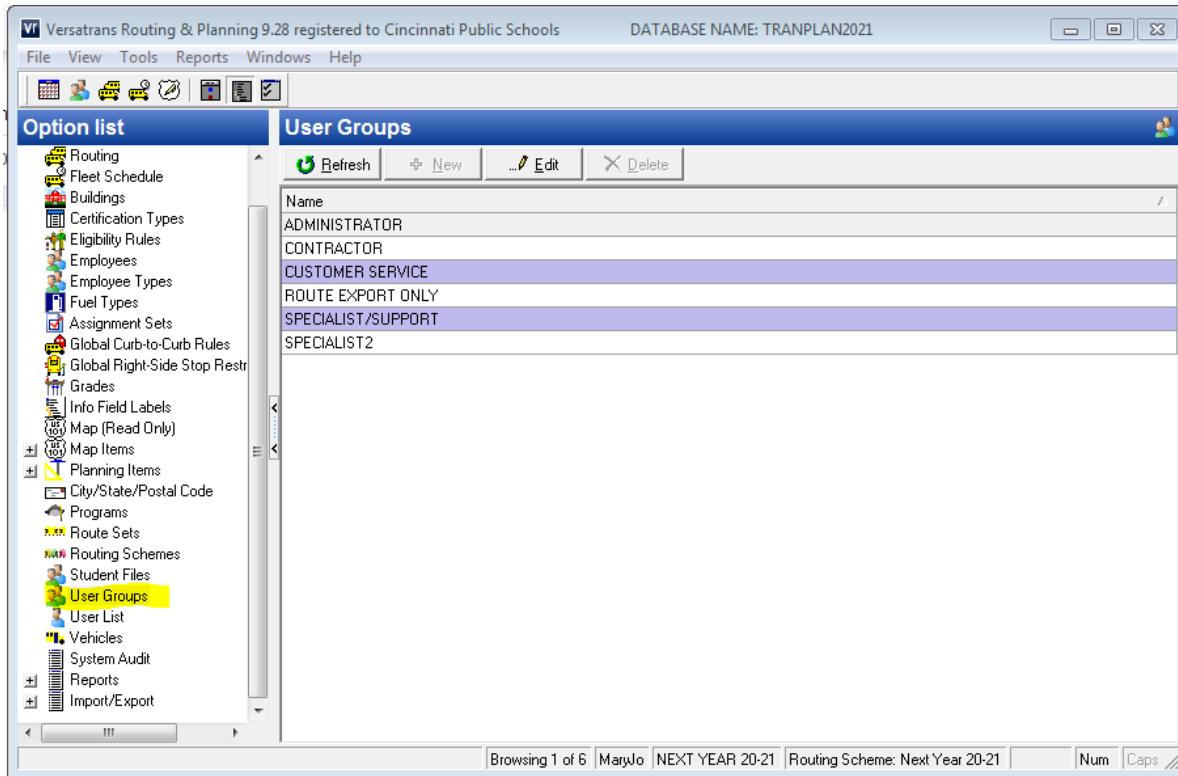 Versatrans Routing & Planning 9.28 registered to Cincinnati Public Schools DATABASE NAME: TRANPLAN2021
File View Tools Reports Windows Help
Option list
Routing
Fleet Schedule
Buildings
Certification Types
Eligibility Rules
Employees
Employee Types
Fuel Types
Assignment Sets
Global Curb-to-Curb Rules
Global Right-Side Stop Restr
Grades
Info Field Labels
Map (Read Only)
Map Items
Planning Items
City/State/Postal Code
Programs
Route Sets
Routing Schemes
Student Files
User Groups
User List
Vehicles
System Audit
Reports
Import/Export
User Groups
Refresh New Edit Delete
Name
ADMINISTRATOR
CONTRACTOR
CUSTOMER SERVICE
ROUTE EXPORT ONLY
SPECIALIST/SUPPORT
SPECIALIST2
Browsing 1 of 6 MaryJo NEXT YEAR 20-21 Routing Scheme: Next Year 20-21 Num Caps